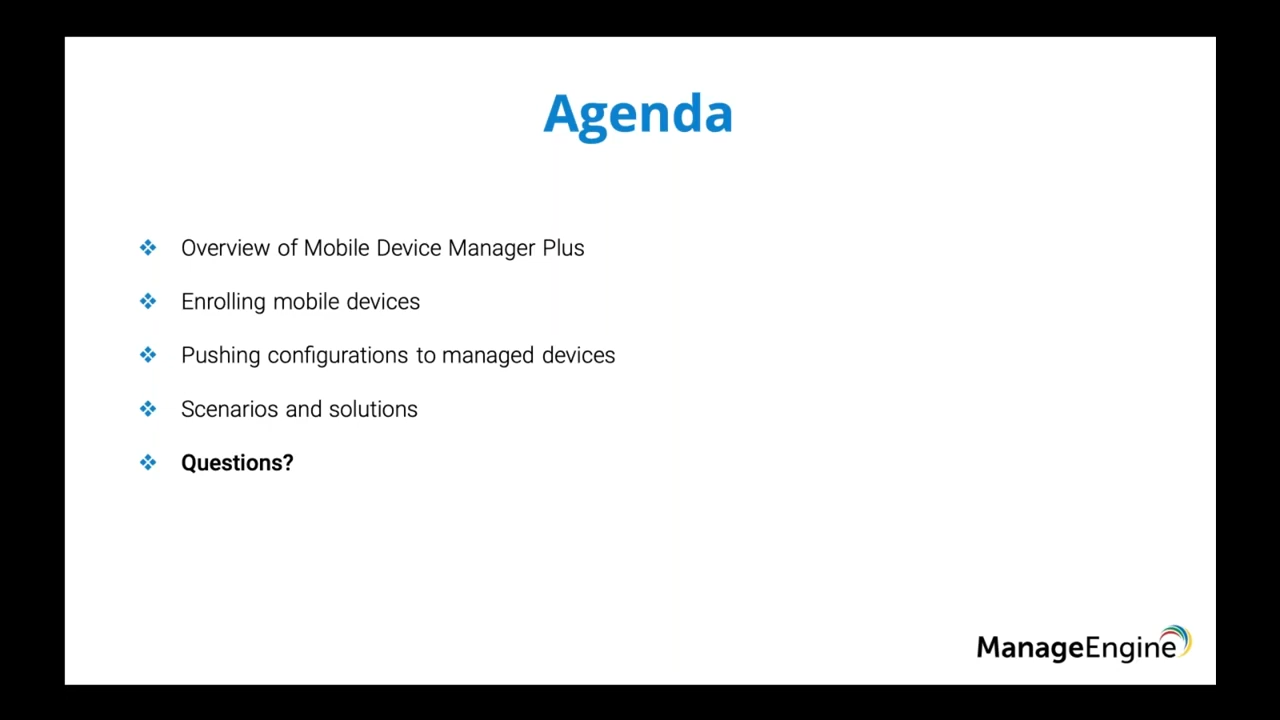 Agenda
Overview of Mobile Device Manager Plus
Enrolling mobile devices
Pushing configurations to managed devices
Scenarios and solutions
Questions?
ManageEngine